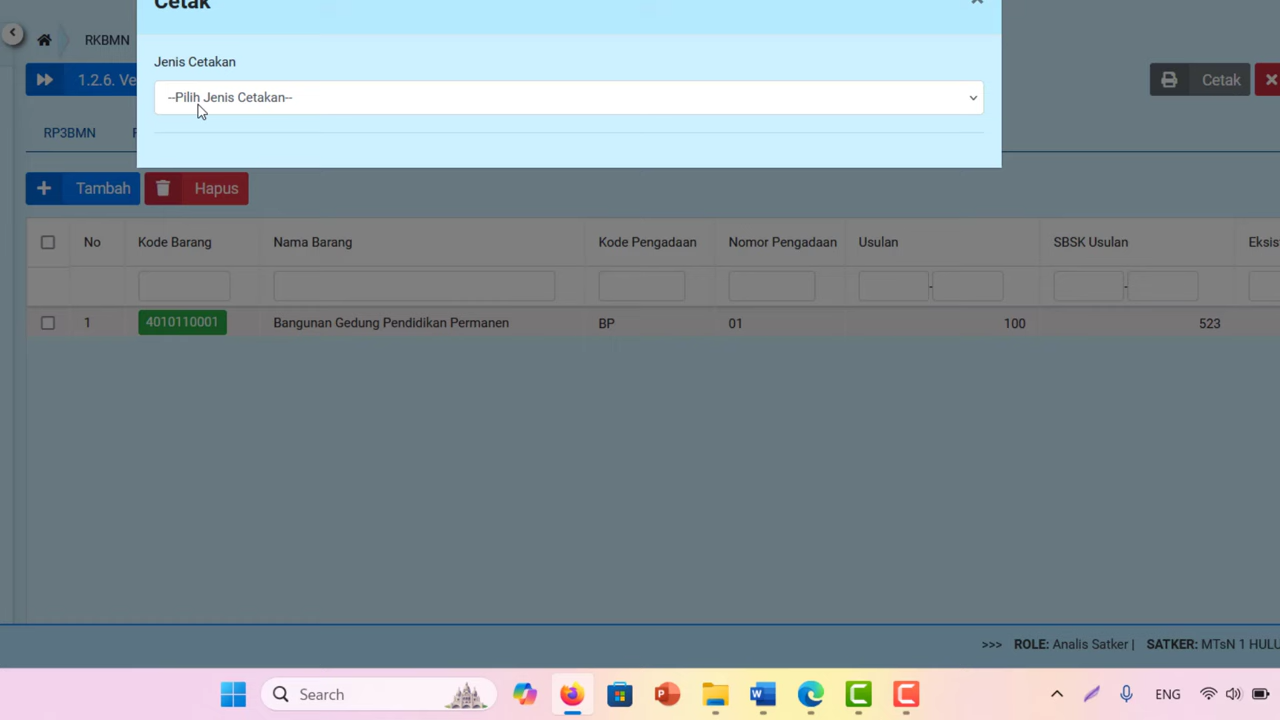 Cetak
RKBMN
Jenis Cetakan
1.2.6. Ve
--Pilih Jenis Cetakan--
Cetak
RP3BMN
Tambah
Hapus
No
Kode Barang
Nama Barang
Kode Pengadaan
Nomor Pengadaan
Usulan
SBSK Usulan
Eksis
-
-
1
4010110001
Bangunan Gedung Pendidikan Permanen
BP
01
100
523
>>> ROLE: Analis Satker | SATKER: MTsN 1 HULU
Search
ENG